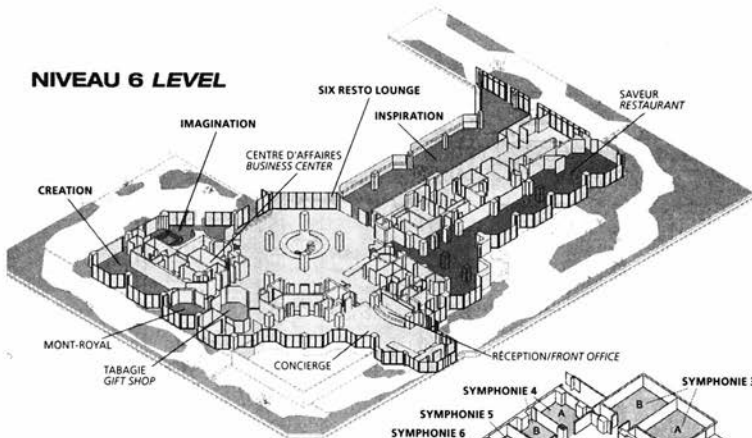 NIVEAU 6 LEVEL
SIX RESTO LOUNGE
SAVEUR
RESTAURANT
IMAGINATION
INSPIRATION
CENTRE D'AFFAIRES
BUSINESS CENTER
CREATION
MONT-ROYAL
TABAGIE
GIFT SHOP
CONCIERGE
RÉCEPTION/FRONT OFFICE
SYMPHONIE 4
SYMPHONIE 3
B
A
SYMPHONIE 5
B
A
SYMPHONIE 6